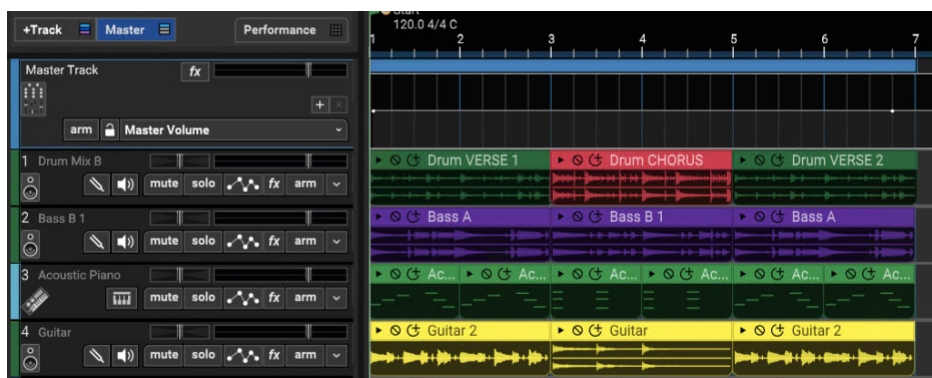 Start
+Track Master Performance
120.0 4/4 C
1 2 3 4 5 6 7
Master Track fx
arm Master Volume
1 Drum Mix B
mute solo fx arm
Drum VERSE 1 Drum CHORUS Drum VERSE 2
2 Bass B 1
mute solo fx arm
Bass A Bass B 1 Bass A
3 Acoustic Piano
mute solo fx arm
Ac... Ac... Ac... Ac... Ac... Ac...
4 Guitar
mute solo fx arm
Guitar 2 Guitar Guitar 2